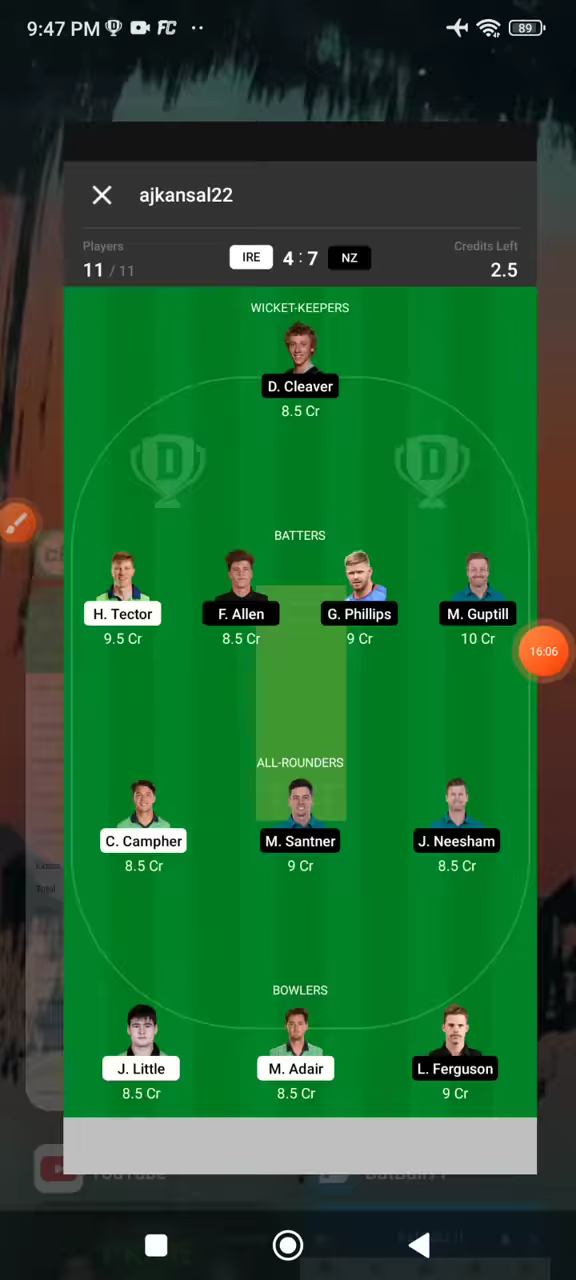 9:47 PM FC ··
89
ajkansal22
Players
11 / 11
IRE 4 : 7 NZ
Credits Left
2.5
WICKET-KEEPERS
D. Cleaver
8.5 Cr
D D
BATTERS
H. Tector F. Allen G. Phillips M. Guptill
9.5 Cr 8.5 Cr 9 Cr 10 Cr
16:06
ALL-ROUNDERS
C. Campher M. Santner J. Neesham
8.5 Cr 9 Cr 8.5 Cr
BOWLERS
J. Little M. Adair L. Ferguson
8.5 Cr 8.5 Cr 9 Cr
YouTube